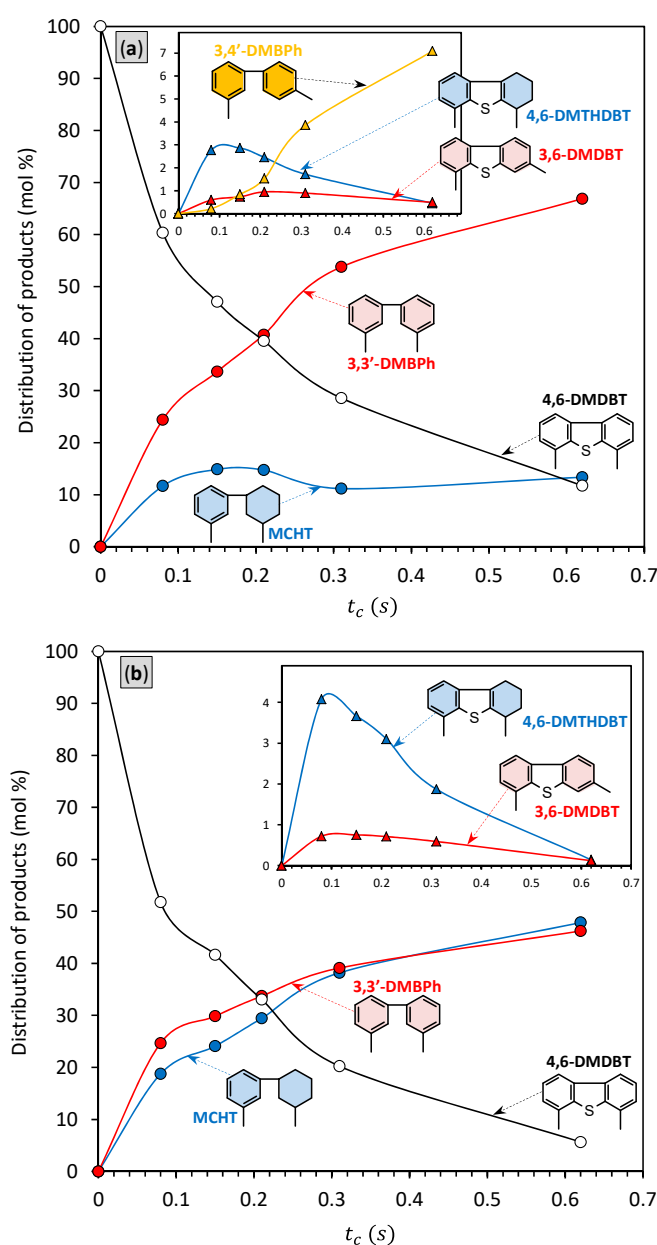 (a)
Distribution of products (mol %)
100
90
80
70
60
50
40
30
20
10
0
0 0.1 0.2 0.3 0.4 0.5 0.6 0.7
t_c (s)
7
6
5
4
3
2
1
0
0 0.1 0.2 0.3 0.4 0.5 0.6
3,4'-DMBPh
S
4,6-DMTHDBT
S
3,6-DMDBT
3,3'-DMBPh
4,6-DMDBT
S
MCHT
(b)
Distribution of products (mol %)
100
90
80
70
60
50
40
30
20
10
0
0 0.1 0.2 0.3 0.4 0.5 0.6 0.7
t_c (s)
4
3
2
1
0
0 0.1 0.2 0.3 0.4 0.5 0.6 0.7
S
4,6-DMTHDBT
S
3,6-DMDBT
3,3'-DMBPh
4,6-DMDBT
S
MCHT